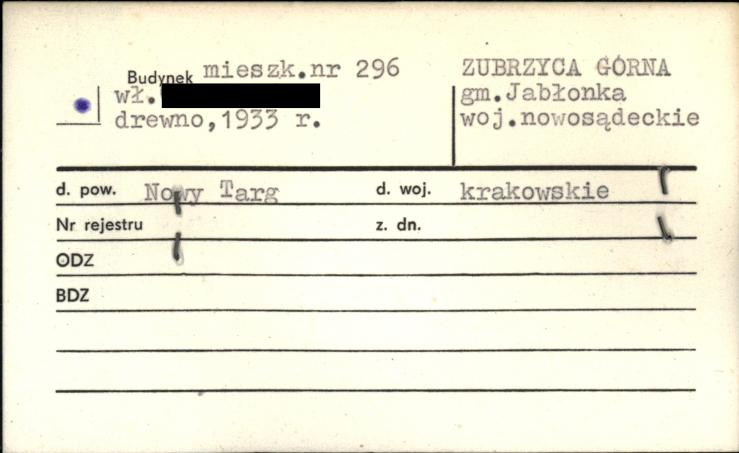 Budynek mieszk.nr 296
wł.
drewno,1933 r.
ZUBRZYCA GÓRNA
gm.Jabłonka
woj.nowosądeckie
d. pow. Nowy Targ d. woj. krakowskie
Nr rejestru z. dn.
ODZ
BDZ